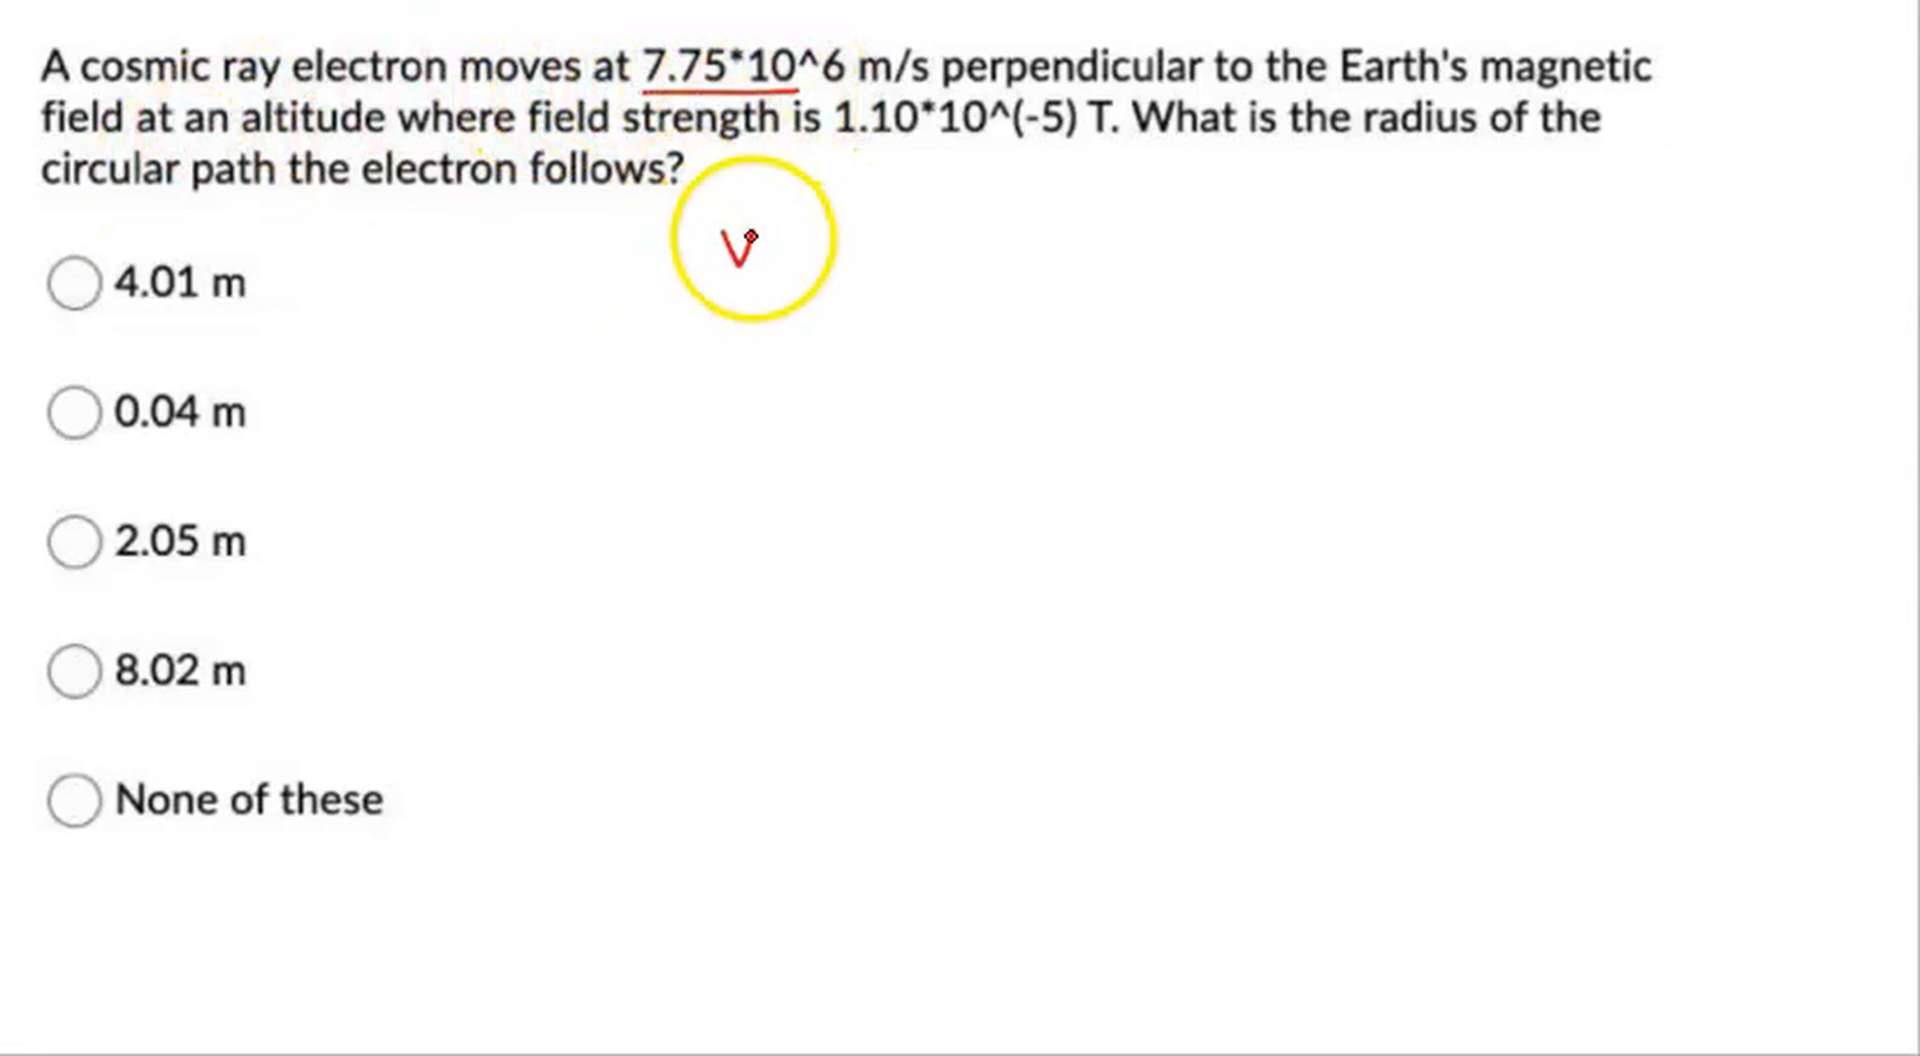 A cosmic ray electron moves at 7.75*10^6 m/s perpendicular to the Earth's magnetic
field at an altitude where field strength is 1.10*10^(-5) T. What is the radius of the
circular path the electron follows?
V
4.01 m
0.04 m
2.05 m
8.02 m
None of these